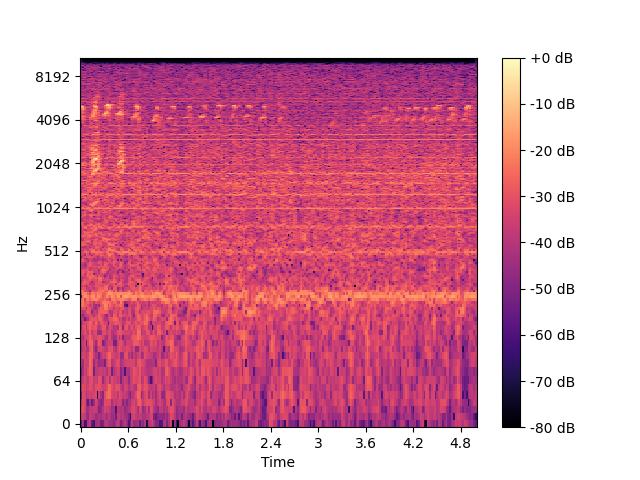 8192
4096
2048
1024
512
256
128
64
0
Hz
0
0.6
1.2
1.8
2.4
3
3.6
4.2
4.8
Time
+0 dB
-10 dB
-20 dB
-30 dB
-40 dB
-50 dB
-60 dB
-70 dB
-80 dB